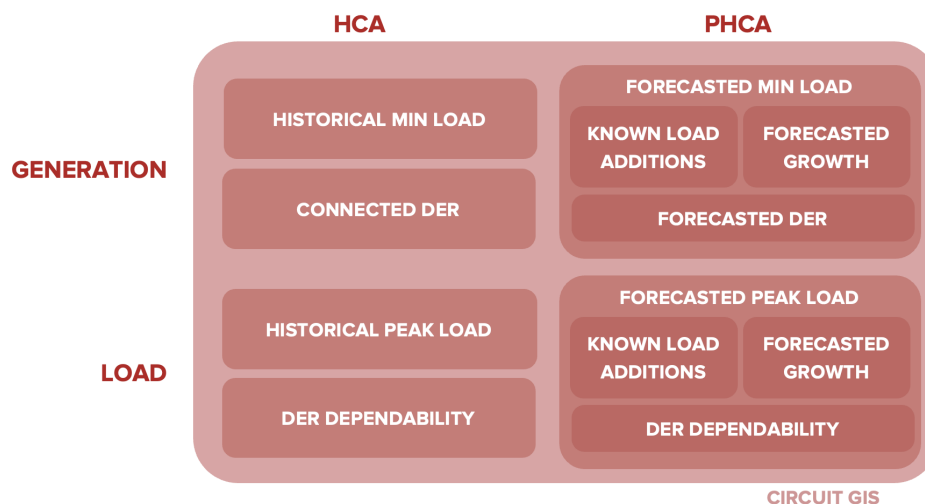 HCA
PHCA
GENERATION
HISTORICAL MIN LOAD
CONNECTED DER
FORECASTED MIN LOAD
KNOWN LOAD
ADDITIONS
FORECASTED
GROWTH
FORECASTED DER
LOAD
HISTORICAL PEAK LOAD
DER DEPENDABILITY
FORECASTED PEAK LOAD
KNOWN LOAD
ADDITIONS
FORECASTED
GROWTH
DER DEPENDABILITY
CIRCUIT GIS